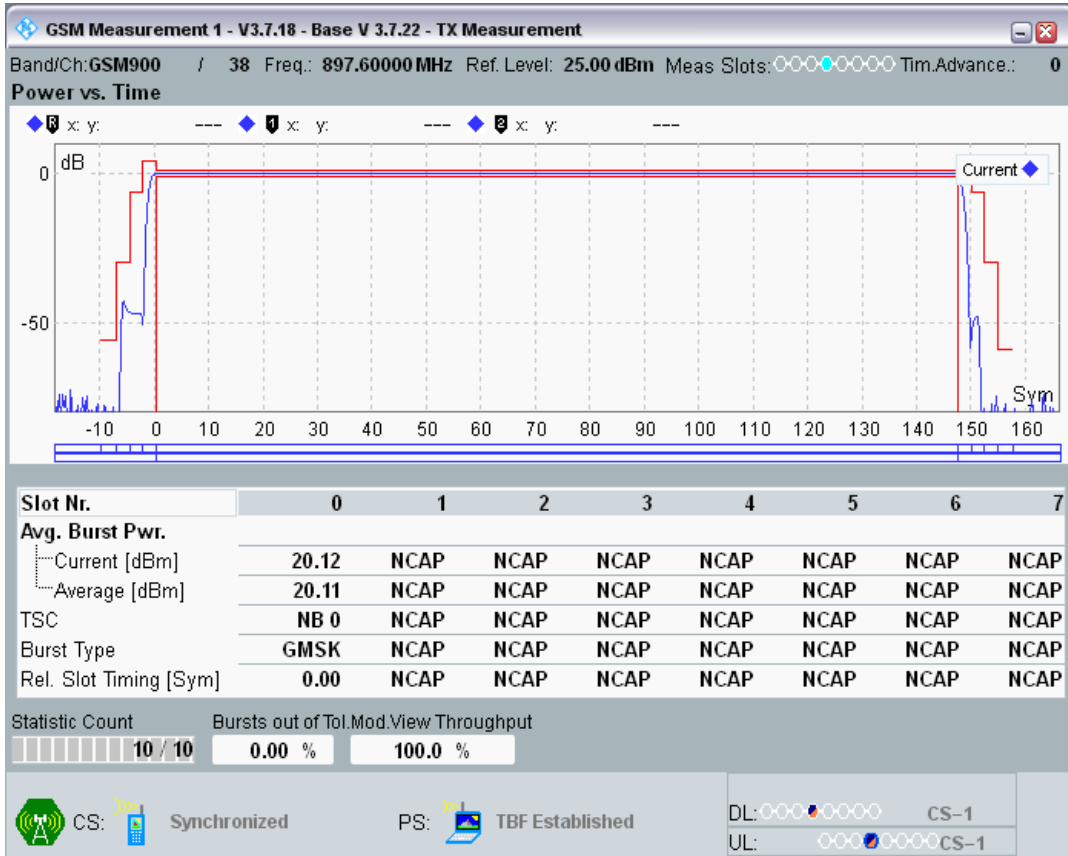 GSM Measurement 1 - V3.7.18 - Base V 3.7.22 - TX Measurement
Band/Ch:GSM900 / 38 Freq.: 897.60000 MHz Ref. Level: 25.00 dBm Meas Slots: Tim.Advance.: 0
Power vs. Time
R x: y: --- 1 x: y: --- 2 x: y: ---
dB
Current
0
-50
Sym
-10 0 10 20 30 40 50 60 70 80 90 100 110 120 130 140 150 160
Slot Nr. 0 1 2 3 4 5 6 7
Avg. Burst Pwr.
Current [dBm] 20.12 NCAP NCAP NCAP NCAP NCAP NCAP NCAP
Average [dBm] 20.11 NCAP NCAP NCAP NCAP NCAP NCAP NCAP
TSC NB 0 NCAP NCAP NCAP NCAP NCAP NCAP NCAP
Burst Type GMSK NCAP NCAP NCAP NCAP NCAP NCAP NCAP
Rel. Slot Timing [Sym] 0.00 NCAP NCAP NCAP NCAP NCAP NCAP NCAP
Statistic Count Bursts out of Tol.Mod.View Throughput
10 / 10 0.00 % 100.0 %
CS: Synchronized PS: TBF Established DL: CS-1
UL: CS-1